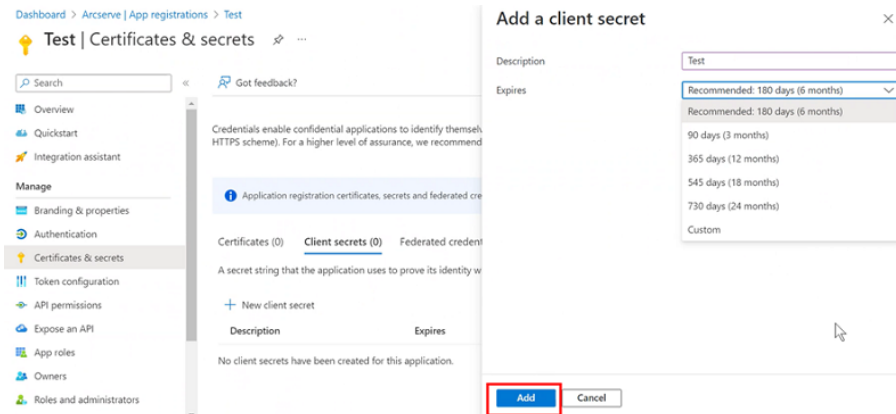 Dashboard > Arcserve | App registrations > Test
Test | Certificates & secrets
Search
Got feedback?
Overview
Quickstart
Integration assistant
Manage
Branding & properties
Authentication
Certificates & secrets
Token configuration
API permissions
Expose an API
App roles
Owners
Roles and administrators
Credentials enable confidential applications to identify themsel
HTTPS scheme). For a higher level of assurance, we recommend
Application registration certificates, secrets and federated cre
Certificates (0) Client secrets (0) Federated credent
A secret string that the application uses to prove its identity w
New client secret
Description Expires
No client secrets have been created for this application.
Add a client secret
Description Test
Expires Recommended: 180 days (6 months)
Recommended: 180 days (6 months)
90 days (3 months)
365 days (12 months)
545 days (18 months)
730 days (24 months)
Custom
Add Cancel